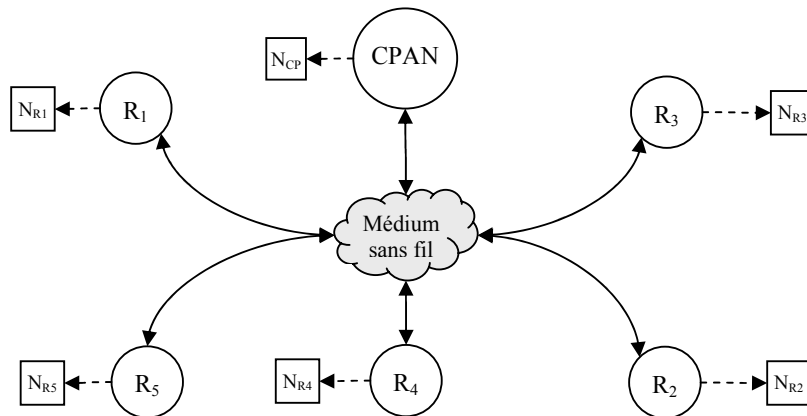 CPAN
N_CP
N_R1
R_1
R_3
N_R3
Médium
sans fil
N_R5
R_5
N_R4
R_4
R_2
N_R2